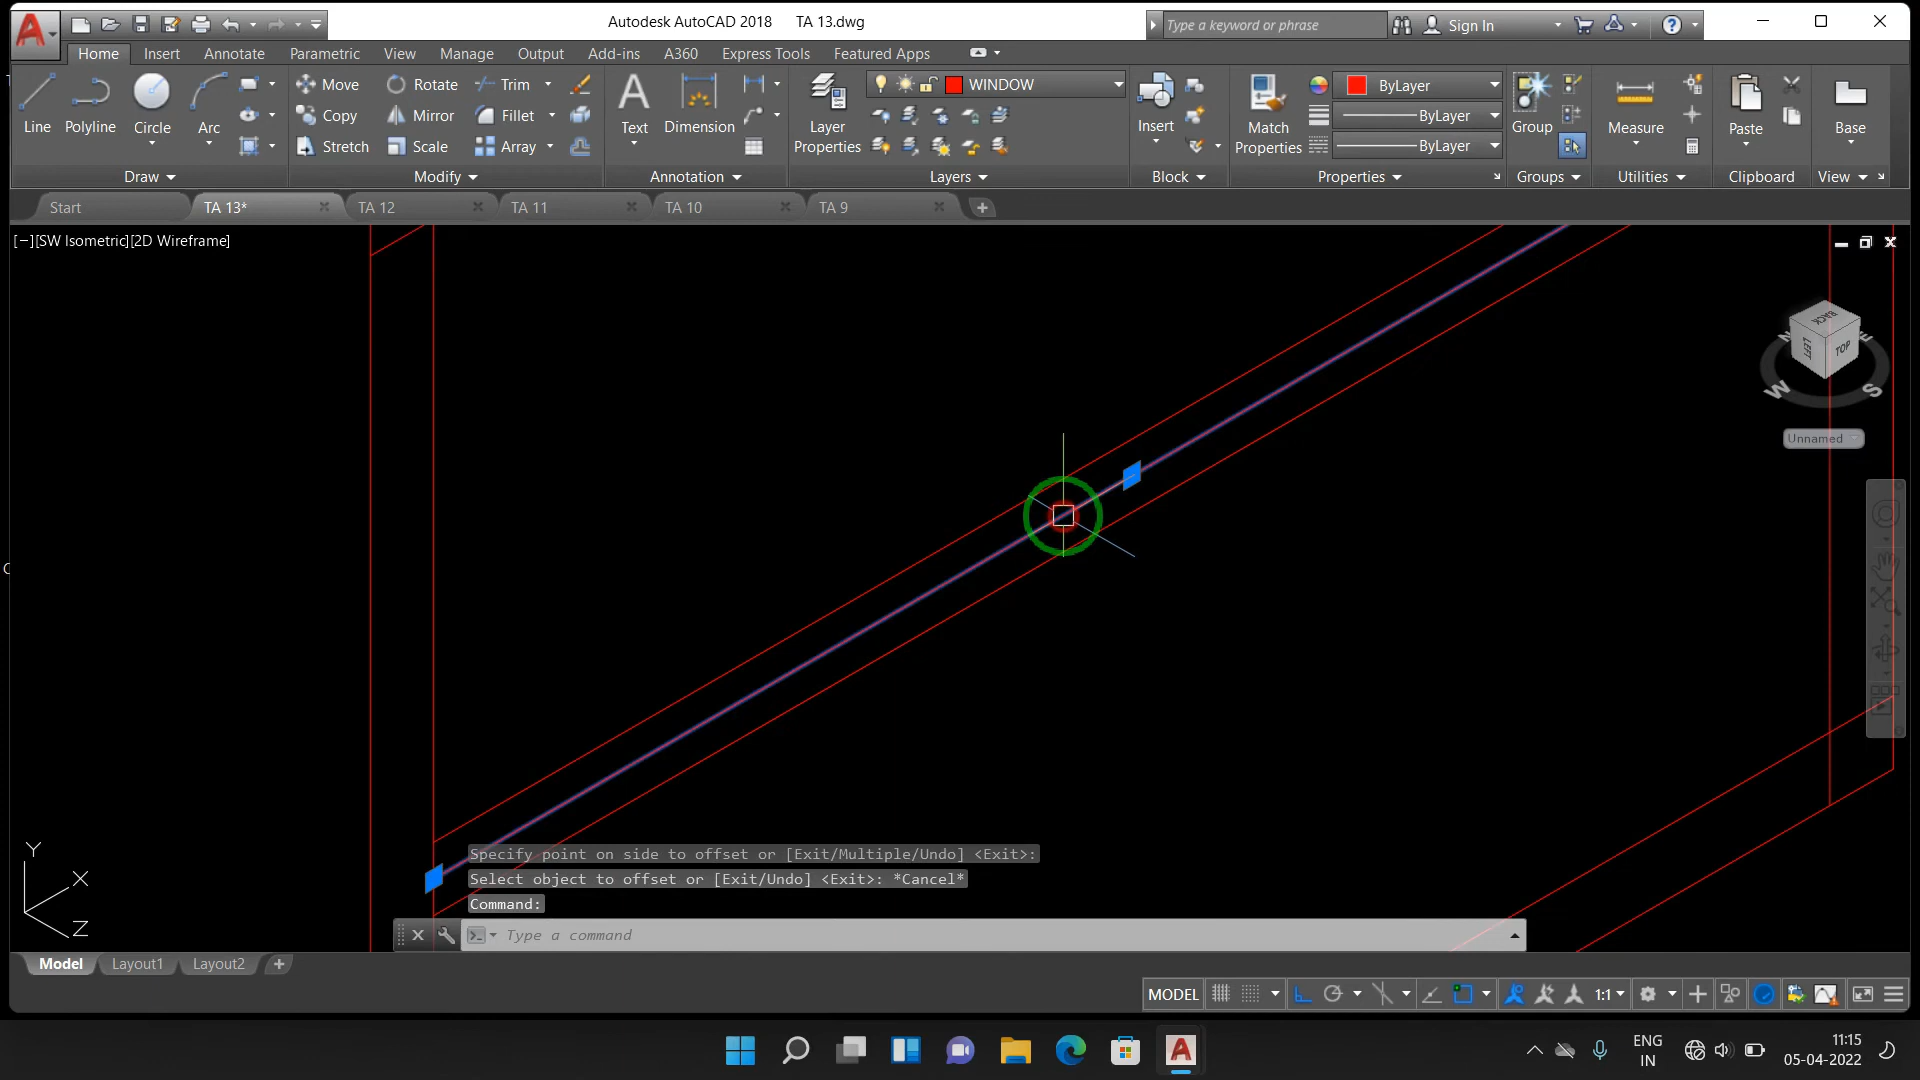 Autodesk AutoCAD 2018 TA 13.dwg
Type a keyword or phrase
Sign In
Home Insert Annotate Parametric View Manage Output Add-ins A360 Express Tools Featured Apps
Line Polyline Circle Arc
Move Rotate Trim
Copy Mirror Fillet
Stretch Scale Array
Text Dimension
Layer Properties
WINDOW
Insert
Match Properties
ByLayer
ByLayer
ByLayer
Group
Measure
Paste
Base
Draw Modify Annotation Layers Block Properties Groups Utilities Clipboard View
Start TA 13* TA 12 TA 11 TA 10 TA 9
[−][SW Isometric][2D Wireframe]
BACK
LEFT
TOP
W
S
Unnamed
Y
X
Z
Specify point on side to offset or [Exit/Multiple/Undo] <Exit>:
Select object to offset or [Exit/Undo] <Exit>: *Cancel*
Command:
Type a command
Model Layout1 Layout2
MODEL 1:1
ENG
IN
11:15
05-04-2022